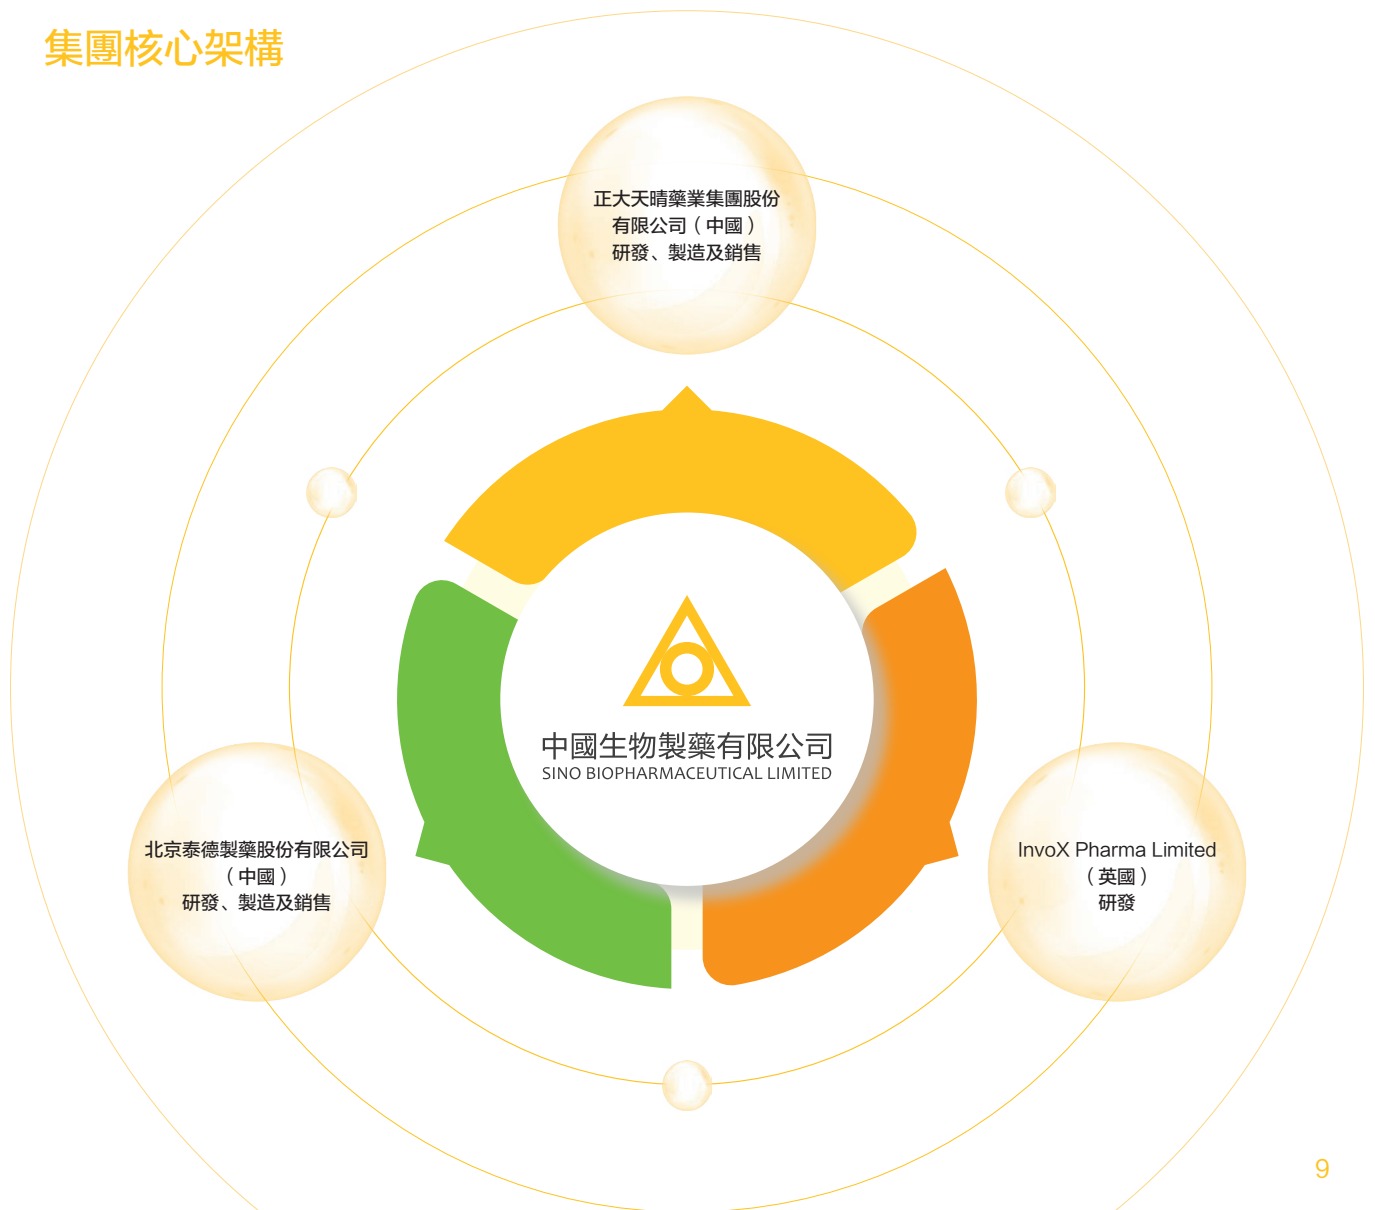 集團核心架構
正大天晴藥業集團股份
有限公司（中國）
研發、製造及銷售
中國生物製藥有限公司
SINO BIOPHARMACEUTICAL LIMITED
北京泰德製藥股份有限公司
（中國）
研發、製造及銷售
InvoX Pharma Limited
（英國）
研發
9